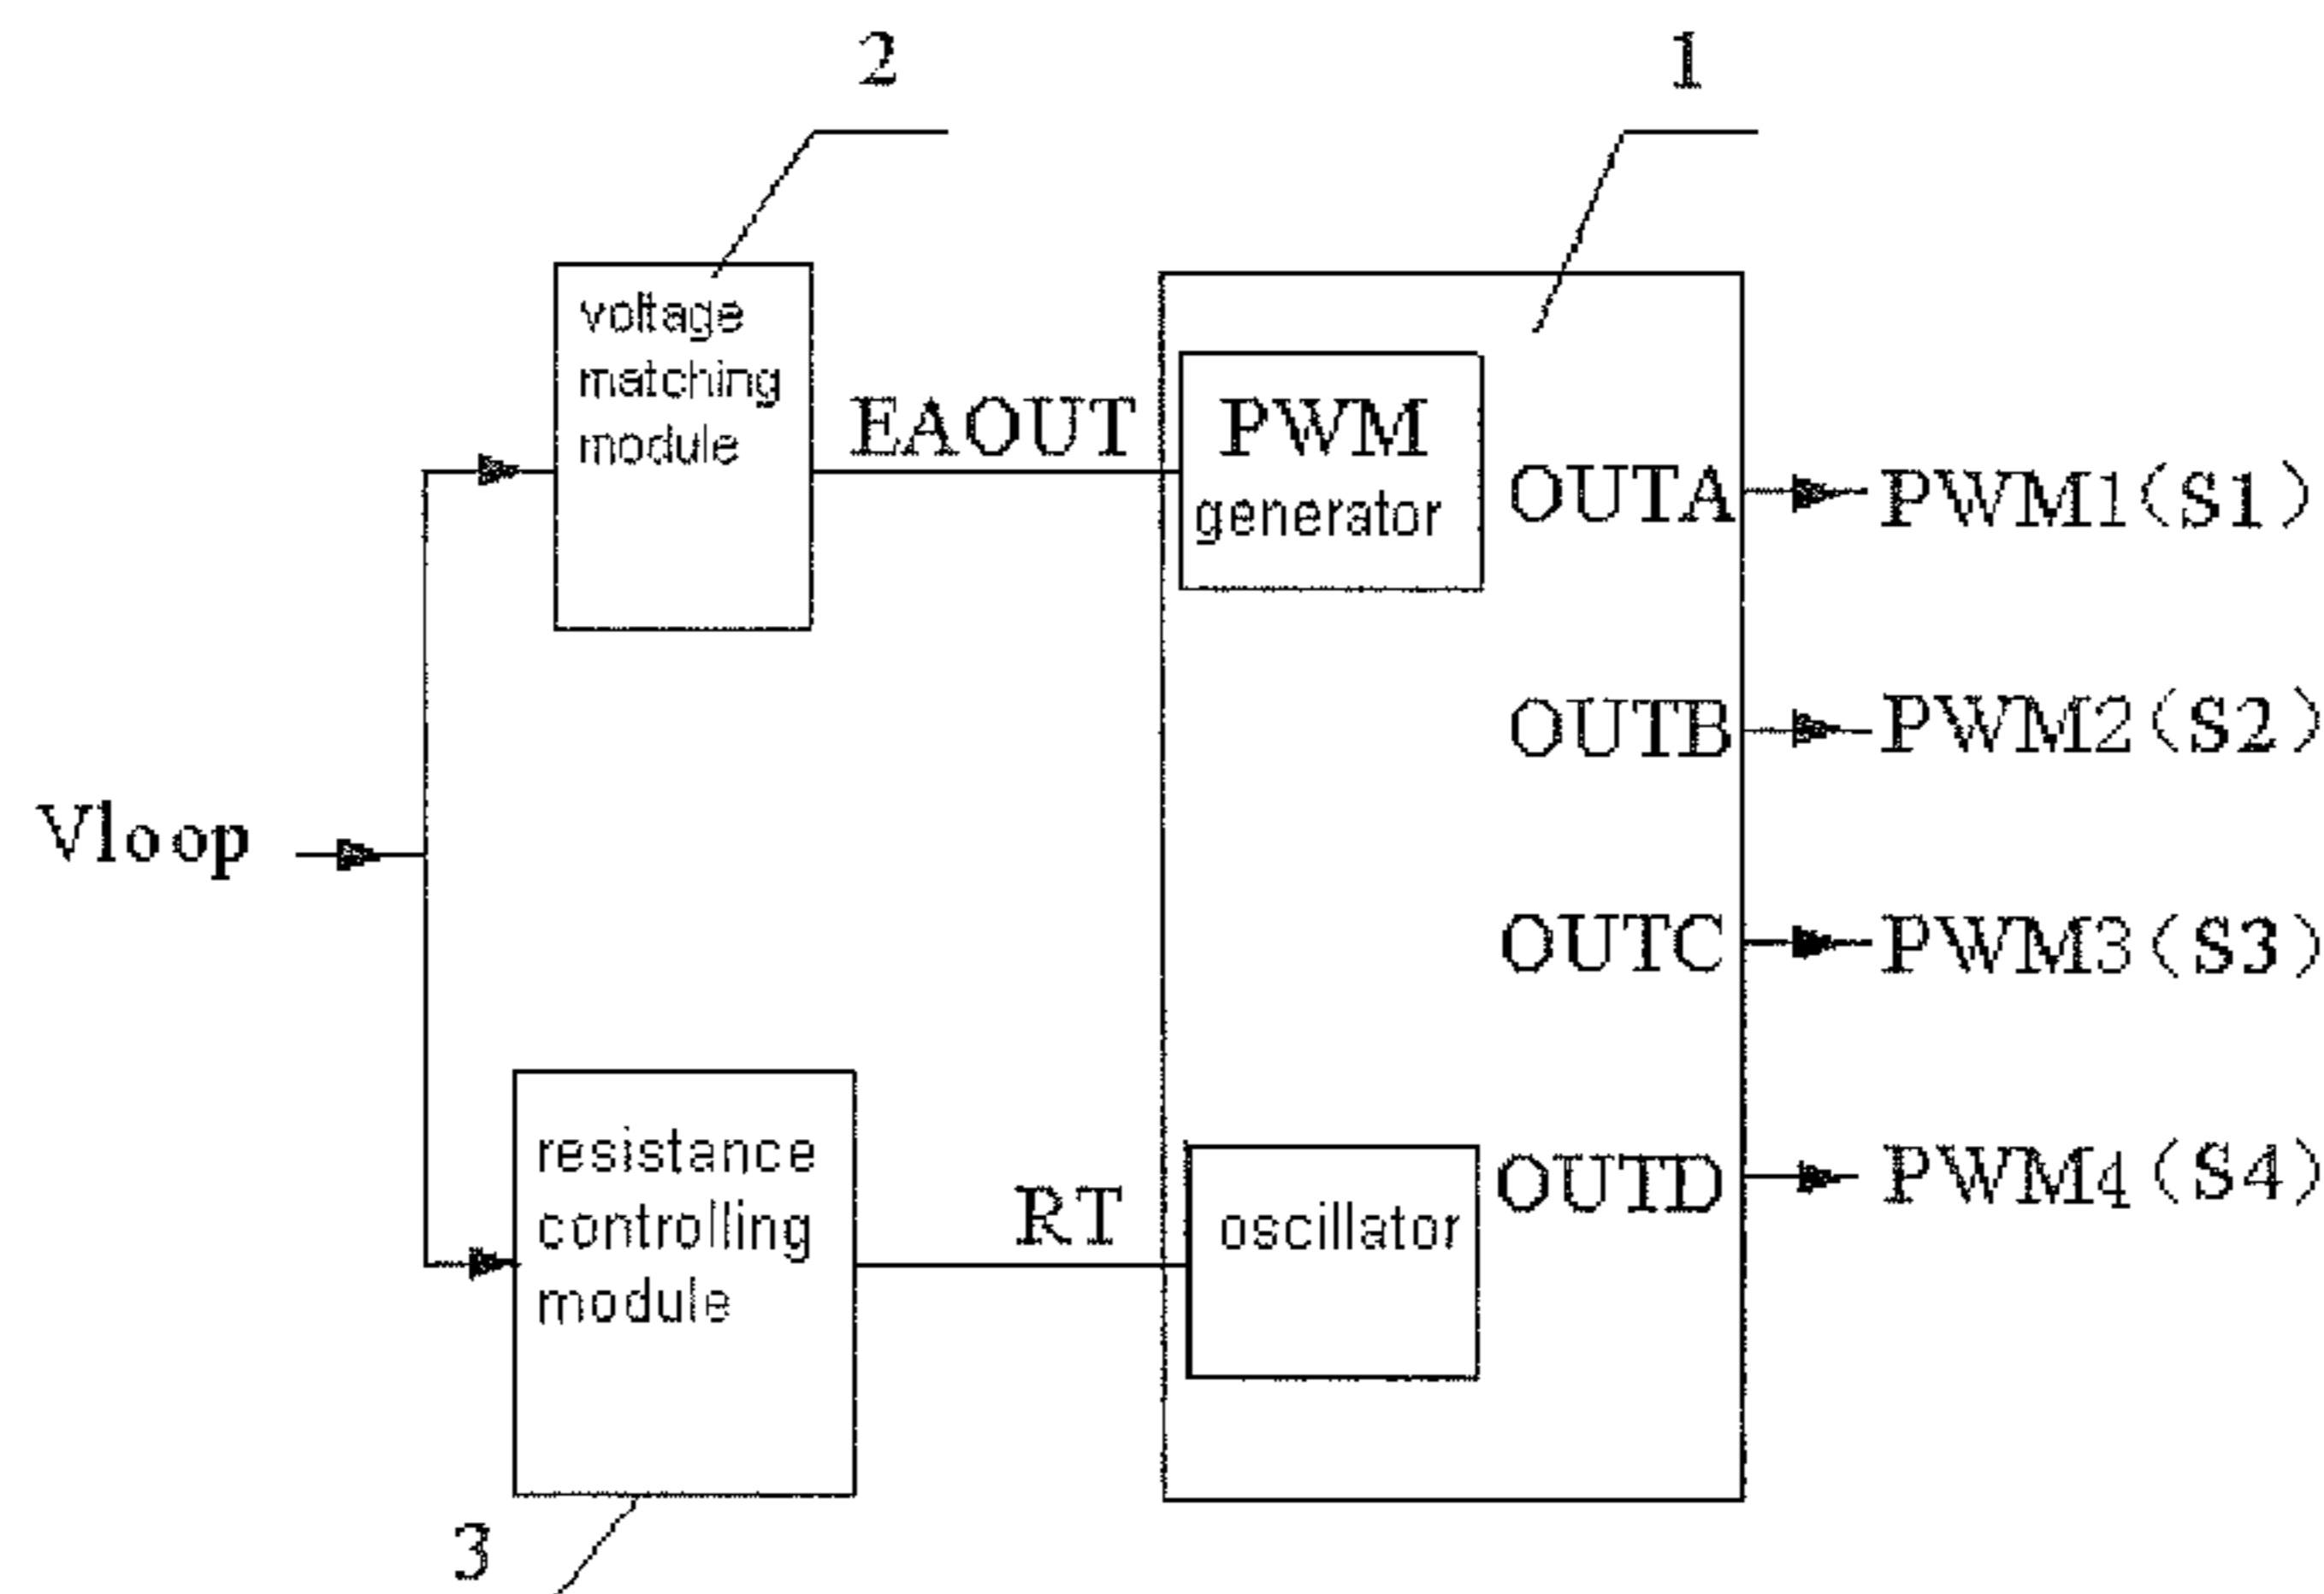 2
1
voltage
matching
module
EAOUT
PWM
generator
OUTA
PWM1(S1)
OUTB
PWM2(S2)
Vloop
OUTC
PWM3(S3)
resistance
controlling
module
RT
oscillator
OUTD
PWM4(S4)
3